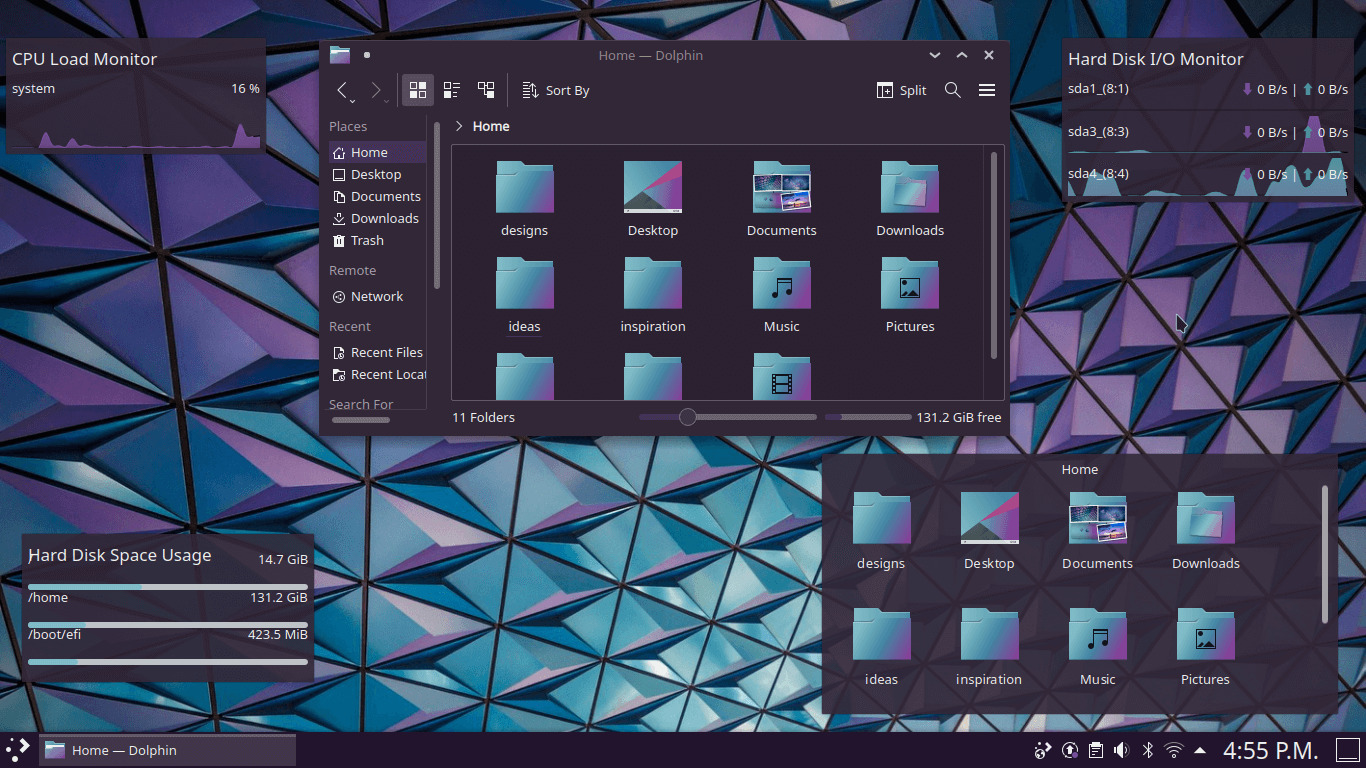 CPU Load Monitor
system 16 %
Home — Dolphin
Sort By
Split
Places
Home
Desktop
Documents
Downloads
Trash
Remote
Network
Recent
Recent Files
Recent Locat
Search For
Home
designs Desktop Documents Downloads
ideas inspiration Music Pictures
11 Folders
131.2 GiB free
Hard Disk I/O Monitor
sda1_(8:1) 0 B/s | 0 B/s
sda3_(8:3) 0 B/s | 0 B/s
sda4_(8:4) 0 B/s | 0 B/s
Hard Disk Space Usage
/ 14.7 GiB
/home 131.2 GiB
/boot/efi 423.5 MiB
Home
designs Desktop Documents Downloads
ideas inspiration Music Pictures
Home — Dolphin
4:55 P.M.